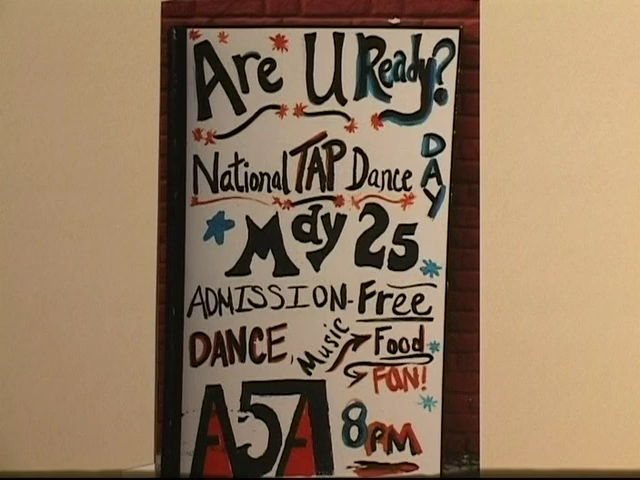 Are U Ready?
National TAP Dance DAY
May 25
ADMISSION-Free
DANCE, Music Food
FUN!
A5A 8PM